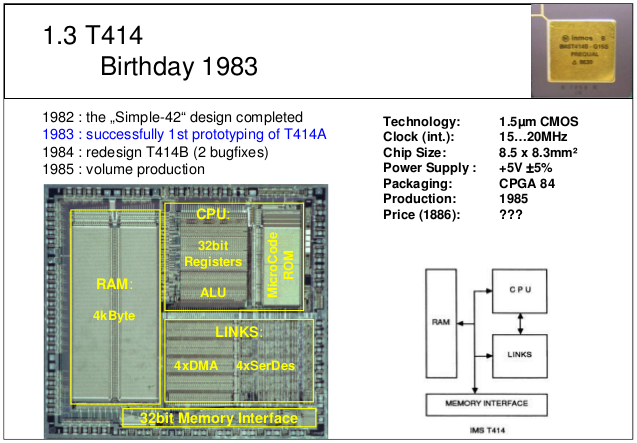 1.3 T414
Birthday 1983
inmos
PREQUAL
1982 : the „Simple-42“ design completed
1983 : successfully 1st prototyping of T414A
1984 : redesign T414B (2 bugfixes)
1985 : volume production
Technology: 1.5µm CMOS
Clock (int.): 15…20MHz
Chip Size: 8.5 x 8.3mm²
Power Supply : +5V ±5%
Packaging: CPGA 84
Production: 1985
Price (1886): ???
CPU:
32bit
Registers
ALU
MicroCode
ROM
RAM:
4kByte
LINKS:
4xDMA 4xSerDes
32bit Memory Interface
CPU
RAM
LINKS
MEMORY INTERFACE
IMS T414